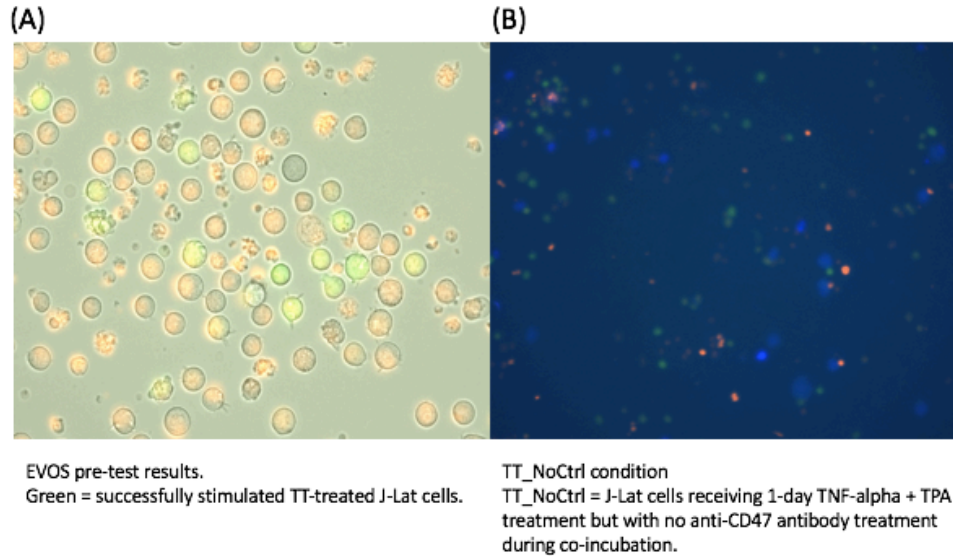 (A)
(B)
EVOS pre-test results.
Green = successfully stimulated TT-treated J-Lat cells.
TT_NoCtrl condition
TT_NoCtrl = J-Lat cells receiving 1-day TNF-alpha + TPA
treatment but with no anti-CD47 antibody treatment
during co-incubation.